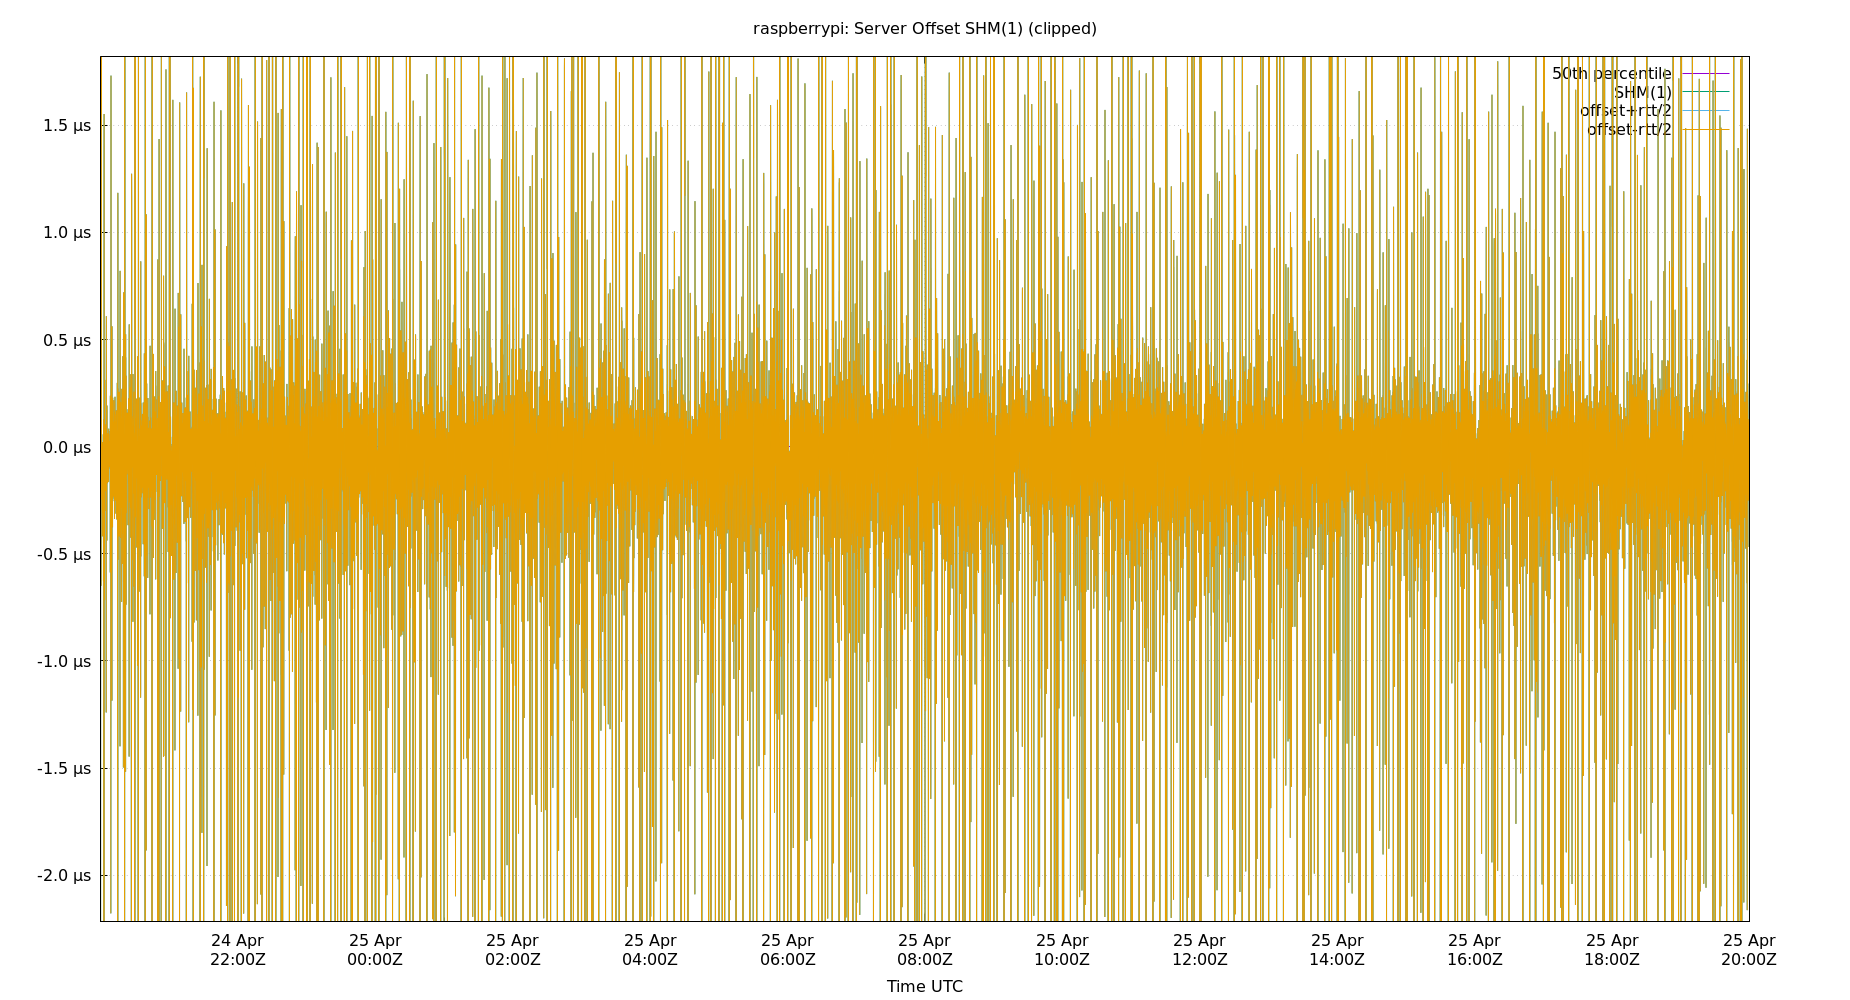 raspberrypi: Server Offset SHM(1) (clipped)
50th percentile
SHM(1)
offset+rtt/2
offset-rtt/2
1.5 µs
1.0 µs
0.5 µs
0.0 µs
-0.5 µs
-1.0 µs
-1.5 µs
-2.0 µs
24 Apr 25 Apr 25 Apr 25 Apr 25 Apr 25 Apr 25 Apr 25 Apr 25 Apr 25 Apr 25 Apr 25 Apr
22:00Z 00:00Z 02:00Z 04:00Z 06:00Z 08:00Z 10:00Z 12:00Z 14:00Z 16:00Z 18:00Z 20:00Z
Time UTC